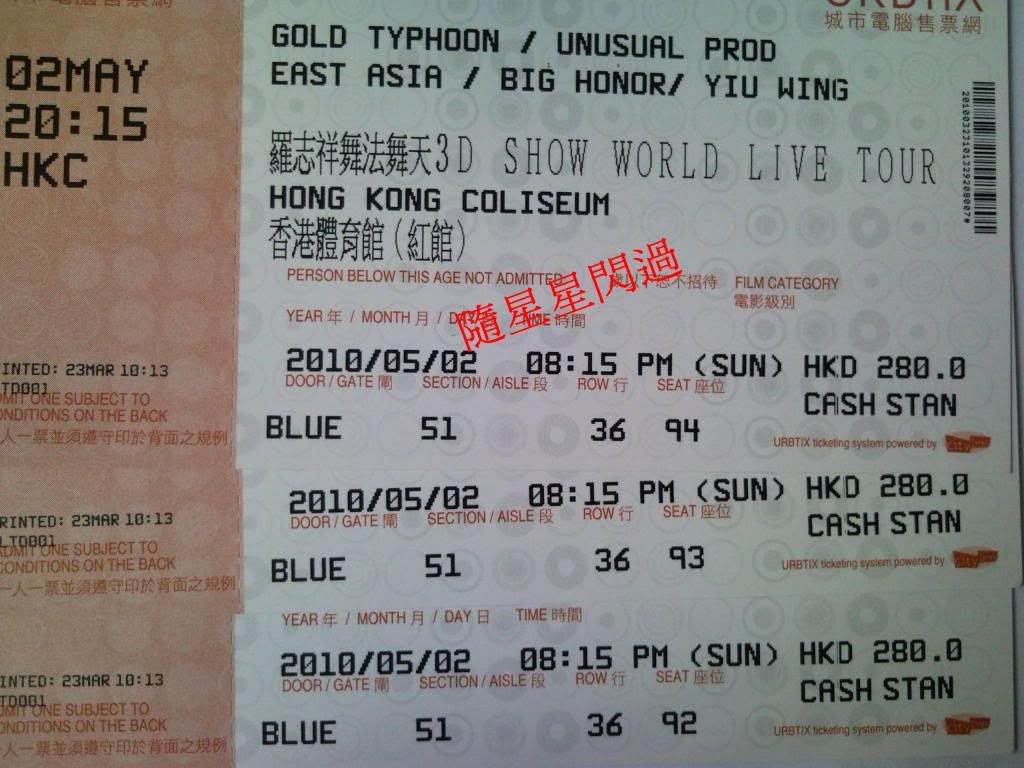 URBTIX
城市電腦售票網
02MAY
20:15
HKC
GOLD TYPHOON / UNUSUAL PROD
EAST ASIA / BIG HONOR/ YIU WING
羅志祥舞法舞天3D SHOW WORLD LIVE TOUR
HONG KONG COLISEUM
香港體育館(紅館)
PERSON BELOW THIS AGE NOT ADMITTED 恕不招待 FILM CATEGORY
電影級別
隨星星閃過
YEAR 年 / MONTH 月 / DAY TIME 時間
2010/05/02 08:15 PM (SUN) HKD 280.0
DOOR / GATE 閘 SECTION / AISLE 段 ROW 行 SEAT 座位
CASH STAN
BLUE 51 36 94
URBTIX ticketing system powered by
INTED: 23MAR 10:13
TD001
DMIT ONE SUBJECT TO
ONDITIONS ON THE BACK
人一票並須遵守印於背面之規例
2010/05/02 08:15 PM (SUN) HKD 280.0
DOOR / GATE 閘 SECTION / AISLE 段 ROW 行 SEAT 座位
CASH STAN
BLUE 51 36 93
URBTIX ticketing system powered by
RINTED: 23MAR 10:13
LTD001
ADMIT ONE SUBJECT TO
CONDITIONS ON THE BACK
一人一票並須遵守印於背面之規例
YEAR 年 / MONTH 月 / DAY 日 TIME 時間
2010/05/02 08:15 PM (SUN) HKD 280.0
DOOR / GATE 閘 SECTION / AISLE 段 ROW 行 SEAT 座位
CASH STAN
BLUE 51 36 92
URBTIX ticketing system powered by
INTED: 23MAR 10:13
TD001
DMIT ONE SUBJECT TO
ONDITIONS ON THE BACK
人一票並須遵守印於背面之規例